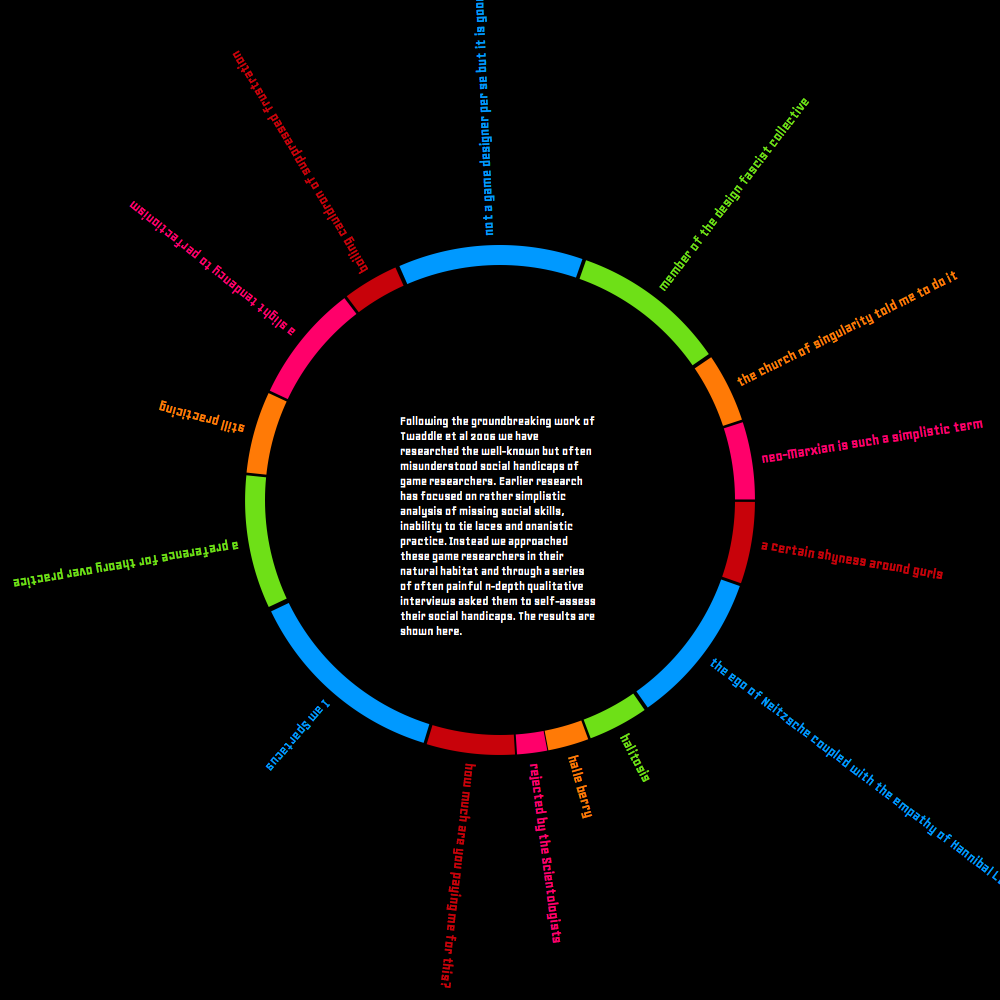 not a game designer per se but it is
member of the design fascist collective
the church of singularity told me to do it
neo-Marxian is such a simplistic term
a certain shyness around gurls
the ego of Neitzsche coupled with the empathy of Hannibal
halitosis
halle berry
rejected by the Scientologists
how much are you paying me for this?
I am Spartacus
a preference for theory over practice
still practicing
a slight tendency to perfectionism
boiling cauldron of suppressed frustration
Following the groundbreaking work of
Twaddle et al 2006 we have
researched the well-known but often
misunderstood social handicaps of
game researchers. Earlier research
has focused on rather simplistic
analysis of missing social skills,
inability to tie laces and onanistic
practice. Instead we approached
these game researchers in their
natural habitat and through a series
of often painful n-depth qualitative
interviews asked them to self-assess
their social handicaps. The results are
shown here.